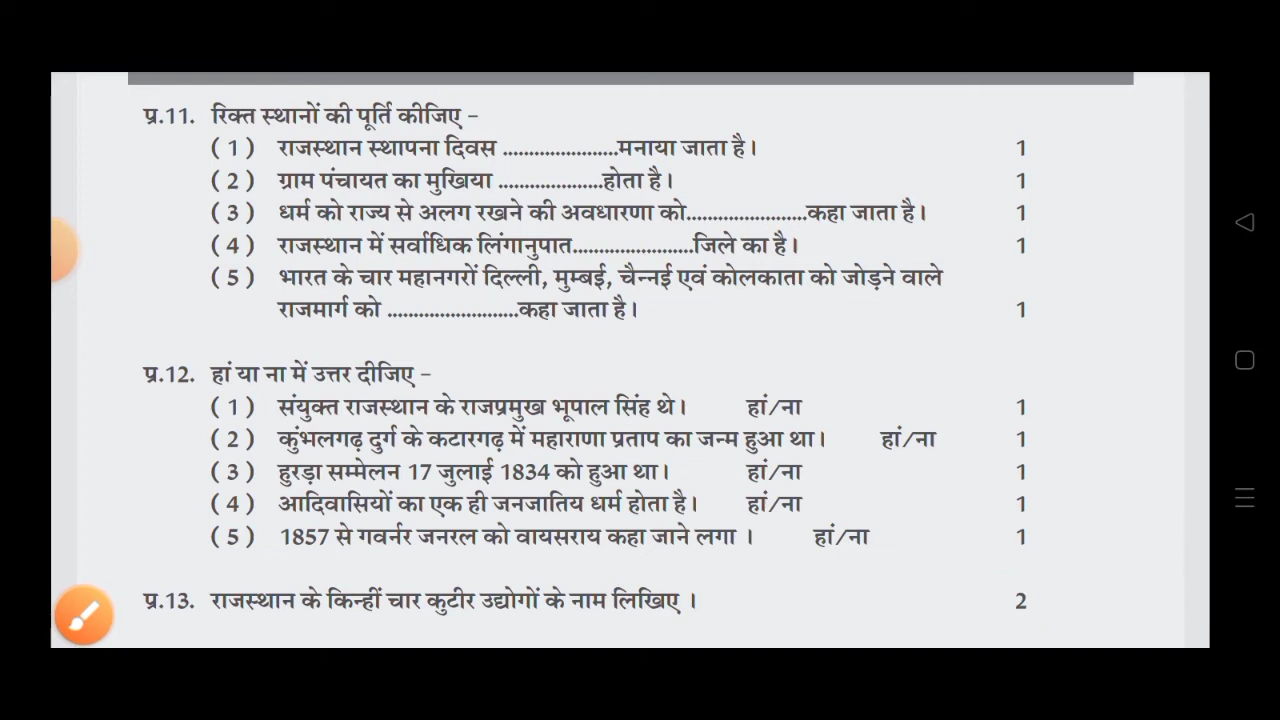 प्र.11. रिक्त स्थानों की पूर्ति कीजिए -
( 1 ) राजस्थान स्थापना दिवस ......................मनाया जाता है। 1
( 2 ) ग्राम पंचायत का मुखिया ....................होता है। 1
( 3 ) धर्म को राज्य से अलग रखने की अवधारणा को.......................कहा जाता है। 1
( 4 ) राजस्थान में सर्वाधिक लिंगानुपात.......................जिले का है। 1
( 5 ) भारत के चार महानगरों दिल्ली, मुम्बई, चैन्नई एवं कोलकाता को जोड़ने वाले
राजमार्ग को .........................कहा जाता है। 1
प्र.12. हां या ना में उत्तर दीजिए -
( 1 ) संयुक्त राजस्थान के राजप्रमुख भूपाल सिंह थे। हां/ना 1
( 2 ) कुंभलगढ़ दुर्ग के कटारगढ़ में महाराणा प्रताप का जन्म हुआ था। हां/ना 1
( 3 ) हुरड़ा सम्मेलन 17 जुलाई 1834 को हुआ था। हां/ना 1
( 4 ) आदिवासियों का एक ही जनजातिय धर्म होता है। हां/ना 1
( 5 ) 1857 से गवर्नर जनरल को वायसराय कहा जाने लगा । हां/ना 1
प्र.13. राजस्थान के किन्हीं चार कुटीर उद्योगों के नाम लिखिए । 2